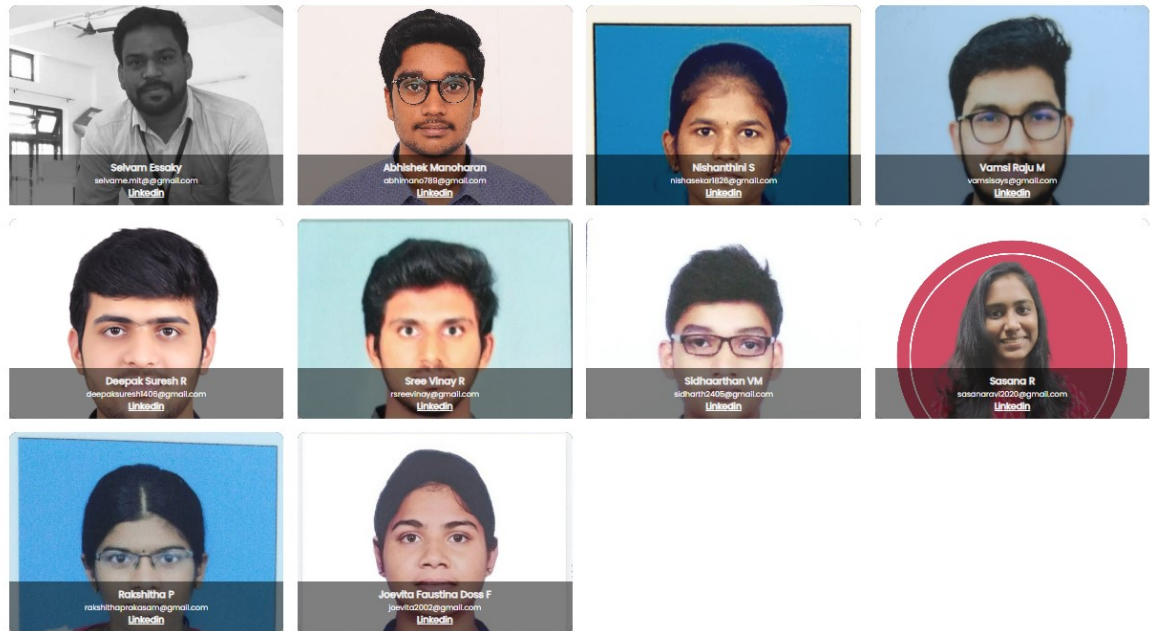 Selvam Essaky
selvame.mit@@gmail.com
Linkedin
Abhishek Manoharan
abhimano789@gmail.com
Linkedin
Nishanthini S
nishasekar1826@gmail.com
Linkedin
Vamsi Raju M
vamsisays@gmail.com
Linkedin
Deepak Suresh R
deepaksuresh1406@gmail.com
Linkedin
Sree Vinay R
rsreevinay@gmail.com
Linkedin
Sidhaarthan VM
sidharth2405@gmail.com
Linkedin
Sasana R
sasanaravi2020@gmail.com
Linkedin
Rakshitha P
rakshithaprakasam@gmail.com
Linkedin
Joevita Faustina Doss F
joevita2002@gmail.com
Linkedin